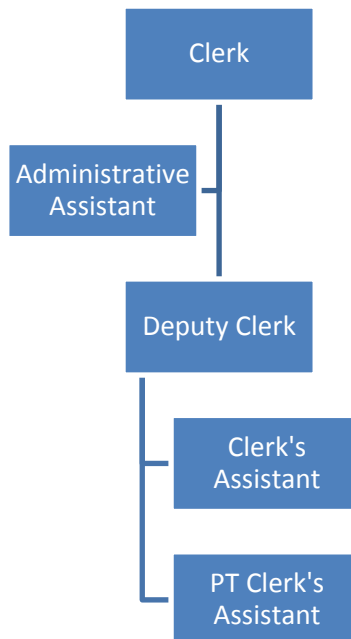 Clerk
Administrative
Assistant
Deputy Clerk
Clerk's
Assistant
PT Clerk's
Assistant